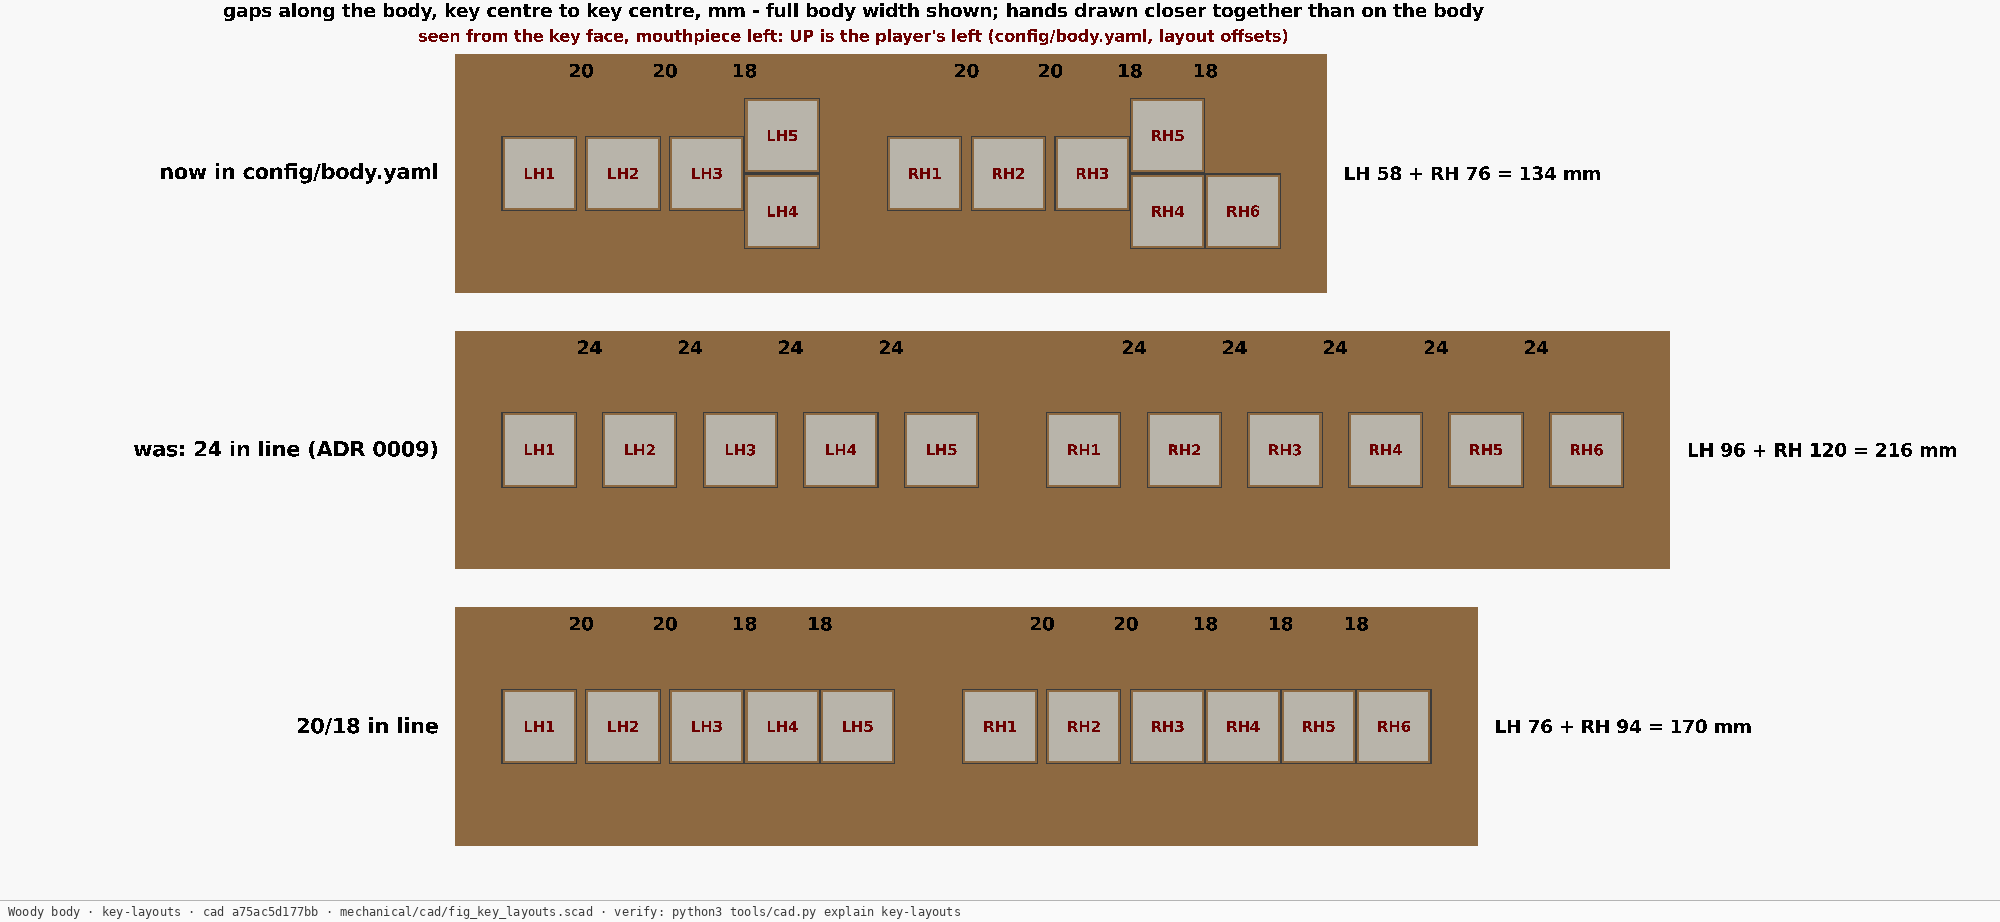 gaps along the body, key centre to key centre, mm - full body width shown; hands drawn closer together than on the body
seen from the key face, mouthpiece left: UP is the player's left (config/body.yaml, layout offsets)
20 20 18 20 20 18 18
LH5 RH5
now in config/body.yaml LH1 LH2 LH3 RH1 RH2 RH3 LH 58 + RH 76 = 134 mm
LH4 RH4 RH6
24 24 24 24 24 24 24 24 24
was: 24 in line (ADR 0009) LH1 LH2 LH3 LH4 LH5 RH1 RH2 RH3 RH4 RH5 RH6 LH 96 + RH 120 = 216 mm
20 20 18 18 20 20 18 18 18
20/18 in line LH1 LH2 LH3 LH4 LH5 RH1 RH2 RH3 RH4 RH5 RH6 LH 76 + RH 94 = 170 mm
Woody body · key-layouts · cad a75ac5d177bb · mechanical/cad/fig_key_layouts.scad · verify: python3 tools/cad.py explain key-layouts